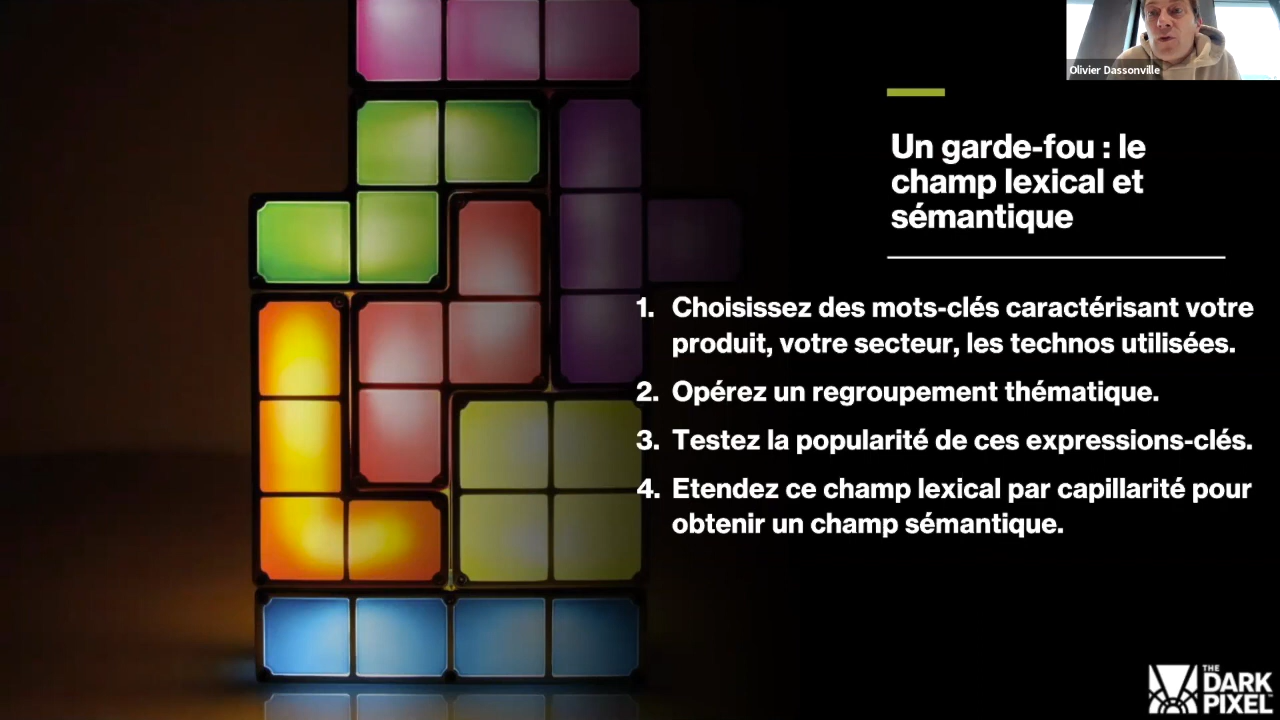 Olivier Dassonville
Un garde-fou : le
champ lexical et
sémantique
1. Choisissez des mots-clés caractérisant votre
produit, votre secteur, les technos utilisées.
2. Opérez un regroupement thématique.
3. Testez la popularité de ces expressions-clés.
4. Etendez ce champ lexical par capillarité pour
obtenir un champ sémantique.
THE
DARK
PIXEL